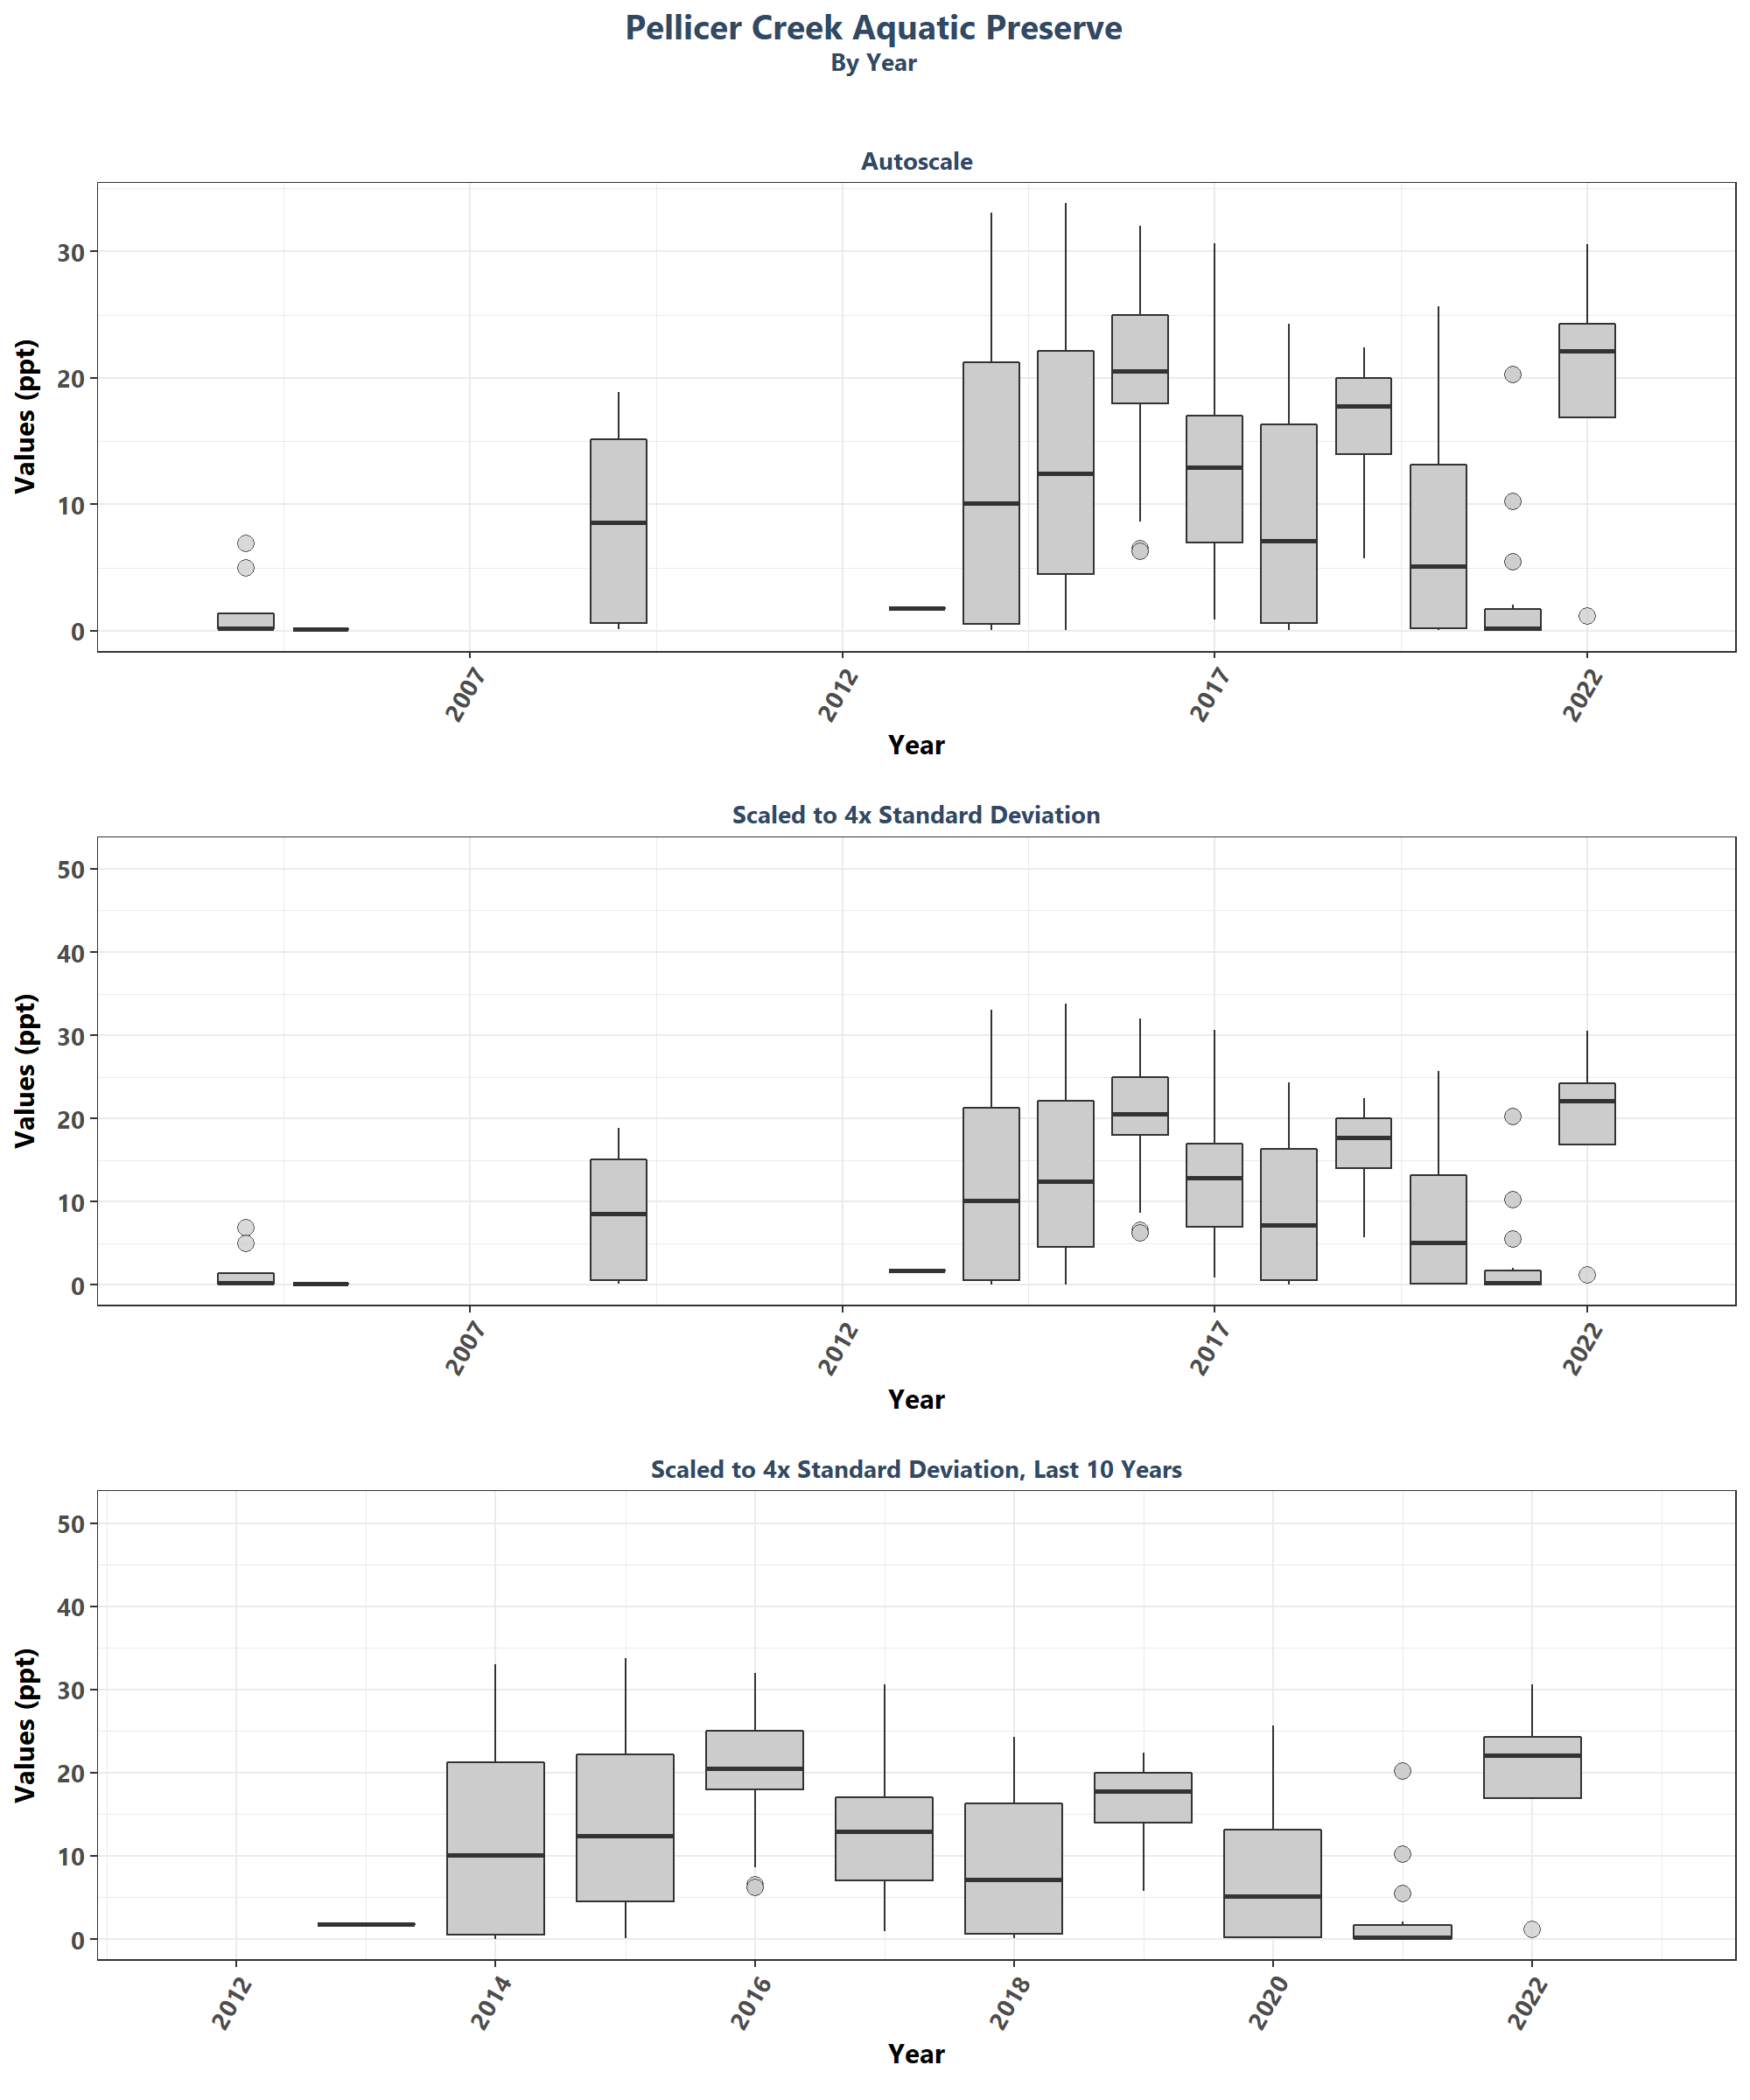 Pellicer Creek Aquatic Preserve
By Year
Autoscale
Values (ppt)
30
20
10
0
2007
2012
2017
2022
Year
Scaled to 4x Standard Deviation
Values (ppt)
50
40
30
20
10
0
2007
2012
2017
2022
Year
Scaled to 4x Standard Deviation, Last 10 Years
Values (ppt)
50
40
30
20
10
0
2012
2014
2016
2018
2020
2022
Year